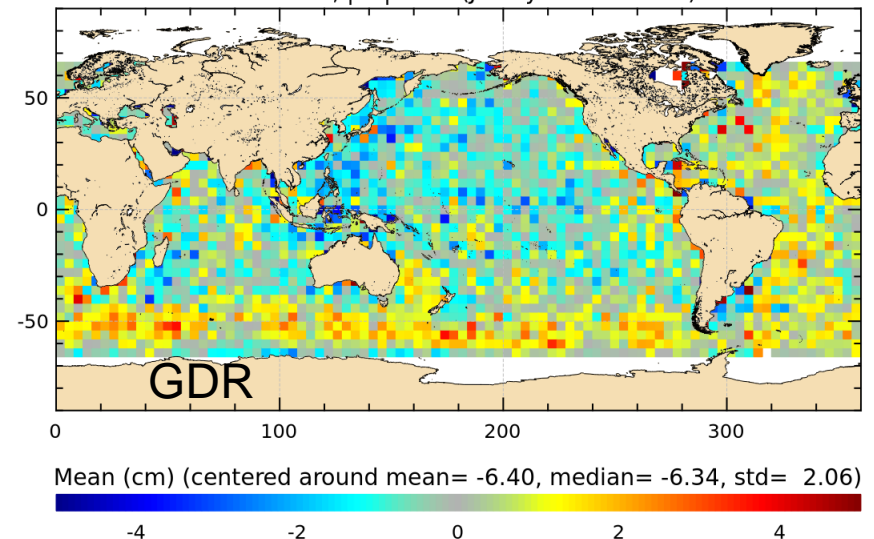 50
0
-50
GDR
0 100 200 300
Mean (cm) (centered around mean= -6.40, median= -6.34, std= 2.06)
-4 -2 0 2 4